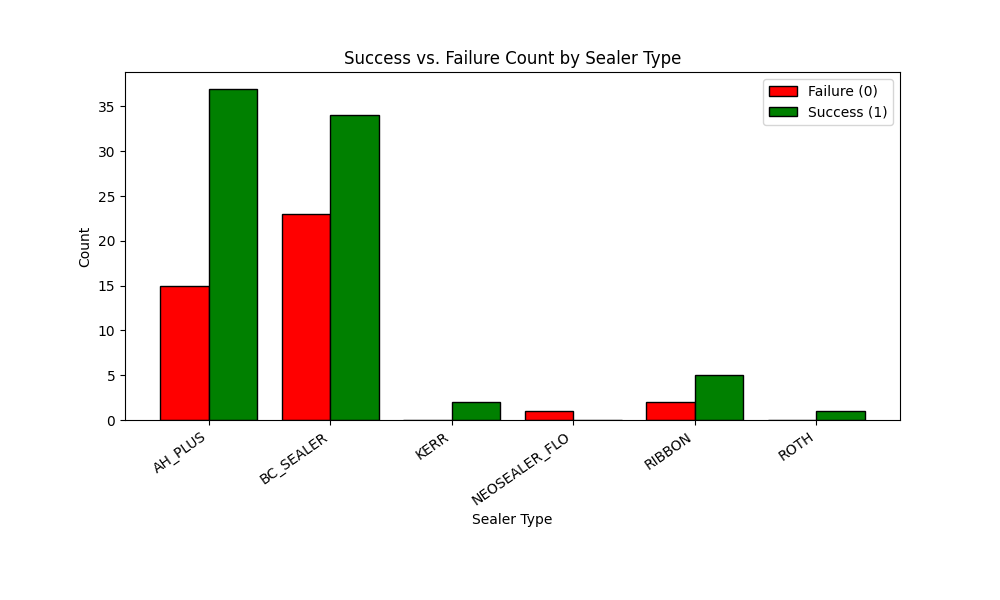 Success vs. Failure Count by Sealer Type
Failure (0)
Success (1)
Count
35
30
25
20
15
10
5
0
AH_PLUS
BC_SEALER
KERR
NEOSEALER_FLO
RIBBON
ROTH
Sealer Type